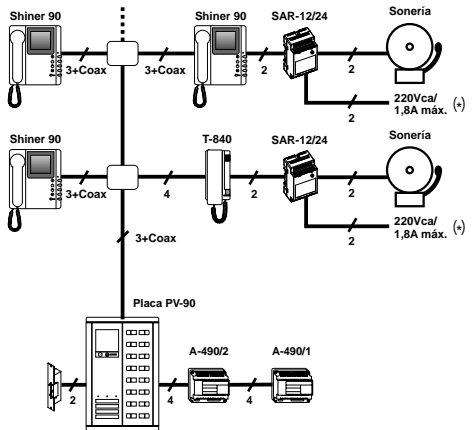 Shiner 90
Shiner 90
SAR-12/24
Sonería
3+Coax
3+Coax
2
2
2
220Vca/
1,8A máx. (*)
Shiner 90
T-840
SAR-12/24
Sonería
3+Coax
4
2
2
2
220Vca/
1,8A máx. (*)
3+Coax
Placa PV-90
A-490/2
A-490/1
2
4
4